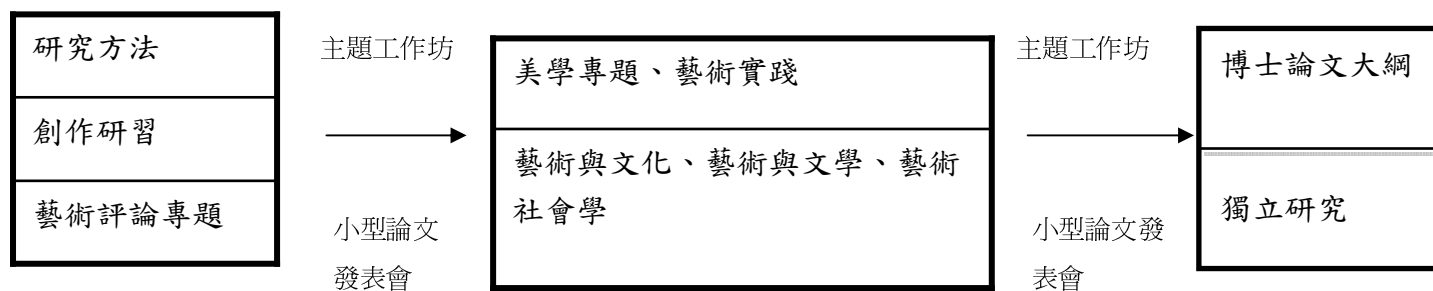 研究方法
創作研習
藝術評論專題
主題工作坊
小型論文
發表會
美學專題、藝術實踐
藝術與文化、藝術與文學、藝術
社會學
主題工作坊
小型論文發
表會
博士論文大綱
獨立研究